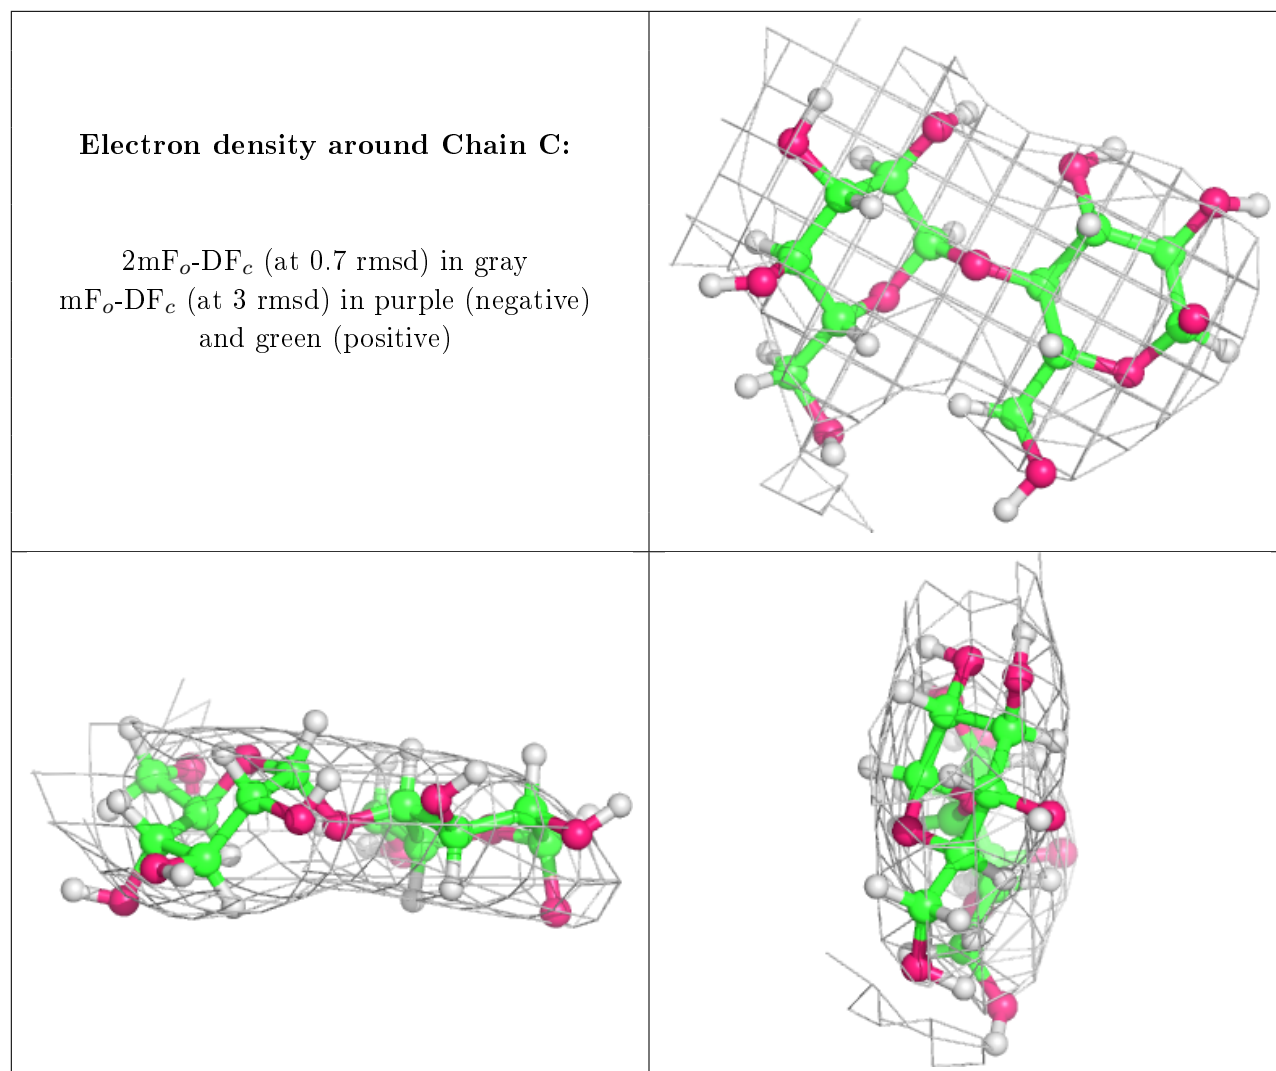 Electron density around Chain C:
2mFₒ-DF𝒸 (at 0.7 rmsd) in gray
mFₒ-DF𝒸 (at 3 rmsd) in purple (negative)
and green (positive)